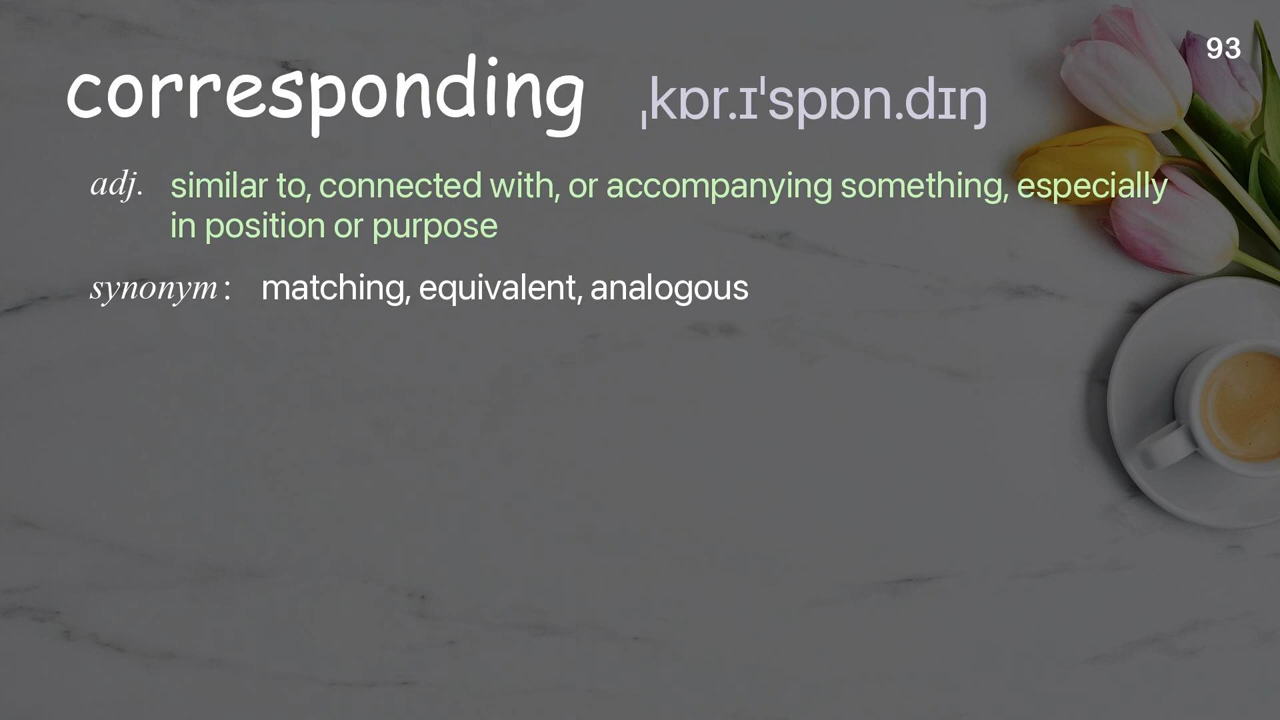 93
corresponding ˌkɒr.ɪˈspɒn.dɪŋ
adj. similar to, connected with, or accompanying something, especially
in position or purpose
synonym : matching, equivalent, analogous